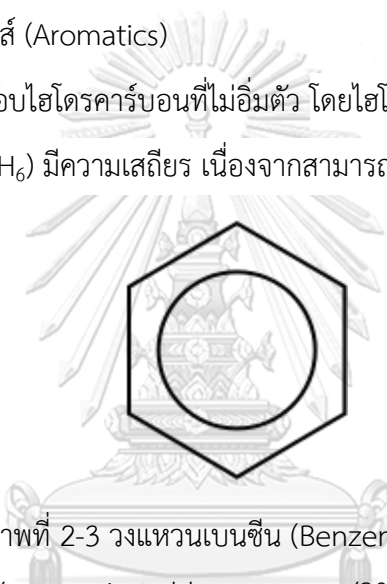 ส์ (Aromatics)
อบไฮโดรคาร์บอนที่ไม่อิ่มตัว โดยไฮโ
H₆) มีความเสถียร เนื่องจากสามารถ
าพที่ 2-3 วงแหวนเบนซีน (Benzen